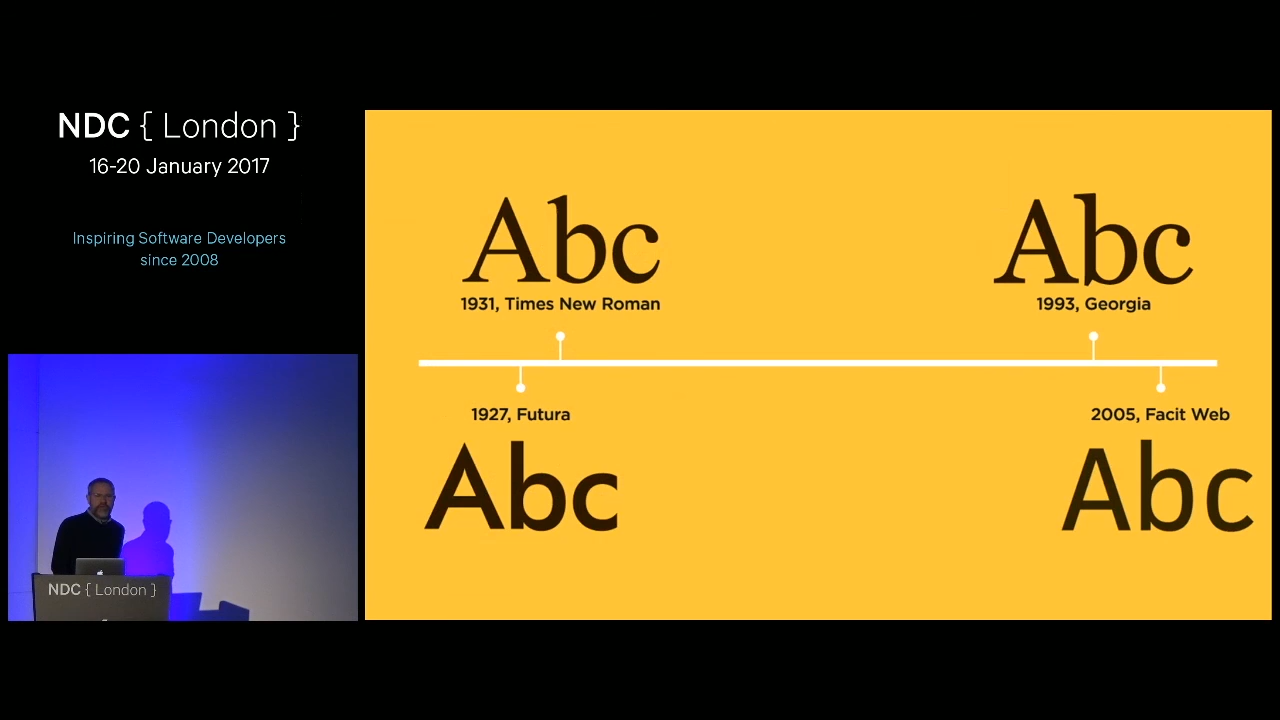 NDC { London }
16-20 January 2017
Inspiring Software Developers
since 2008
NDC { London }
Abc
1931, Times New Roman
Abc
1993, Georgia
1927, Futura
Abc
2005, Facit Web
Abc